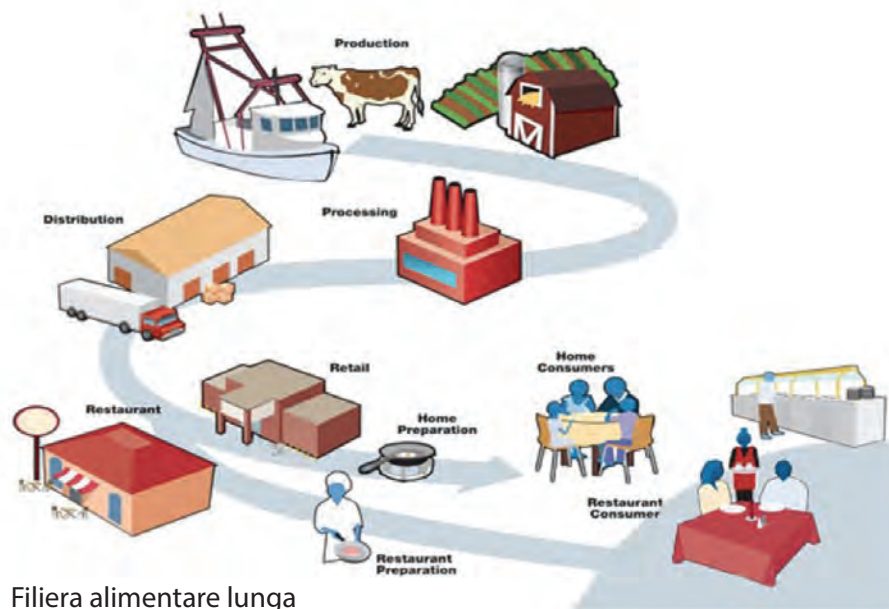 Production
Distribution
Processing
Retail
Home
Consumers
Restaurant
Home
Preparation
Restaurant
Consumer
Restaurant
Preparation
Filiera alimentare lunga